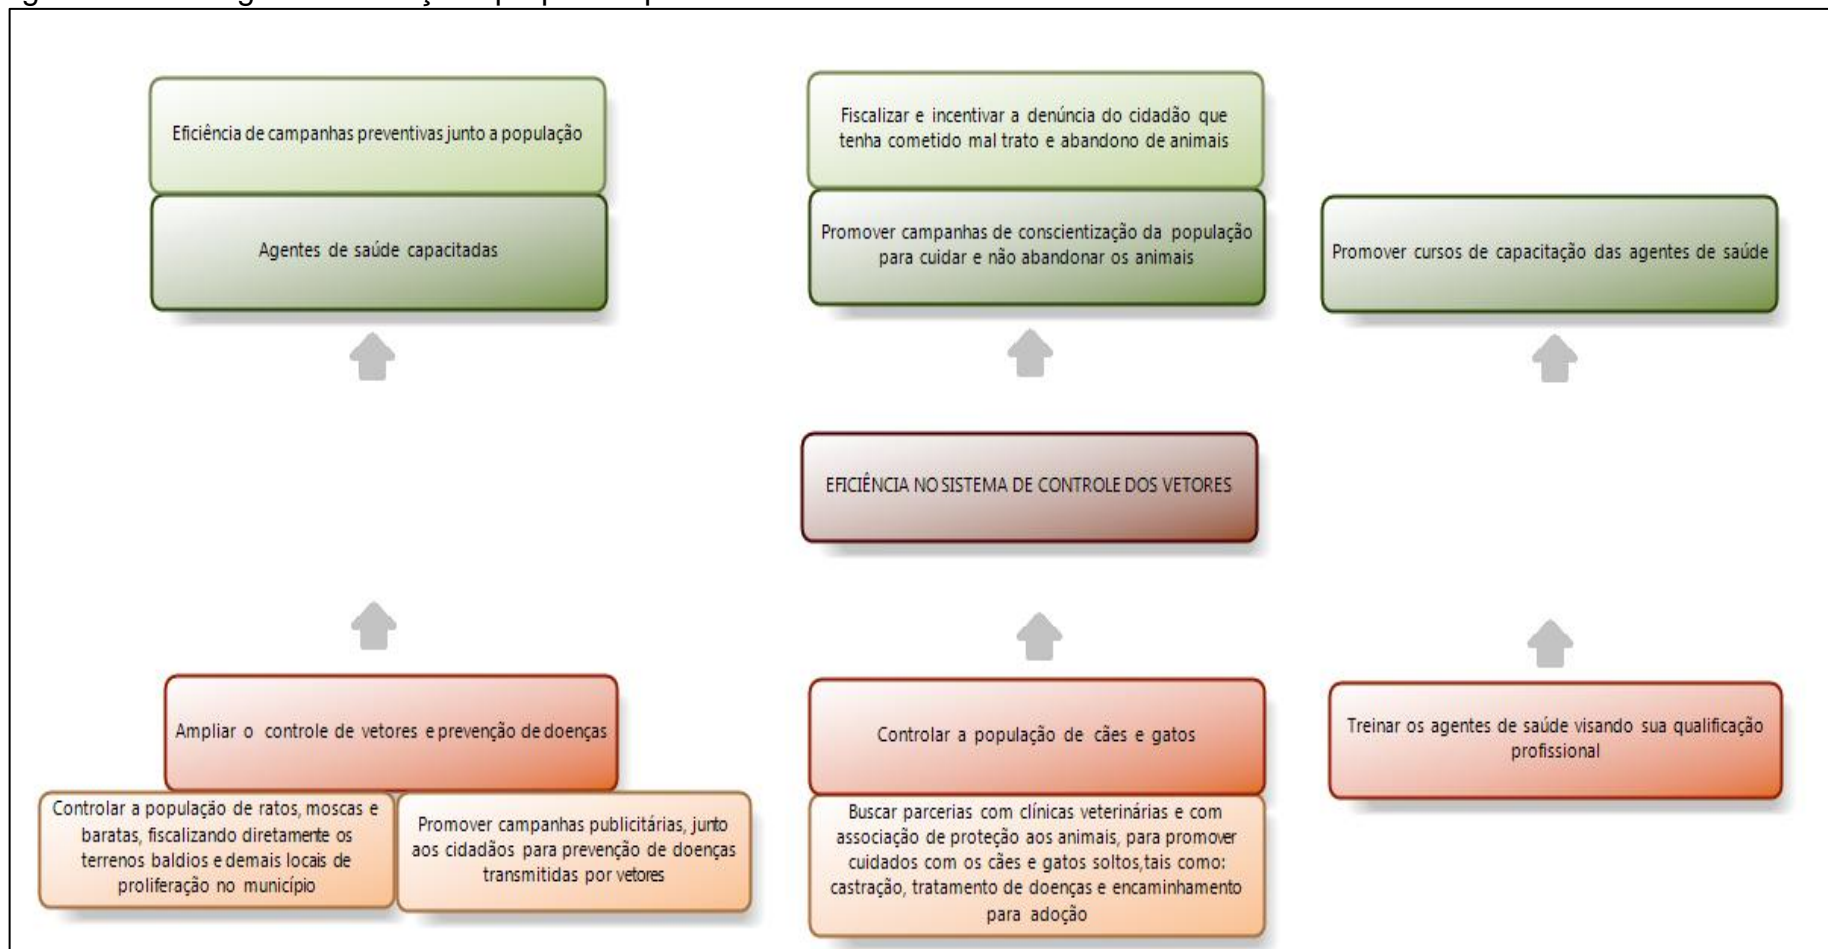 Eficiência de campanhas preventivas junto a população
Agentes de saúde capacitadas
Fiscalizar e incentivar a denúncia do cidadão que
tenha cometido mal trato e abandono de animais
Promover campanhas de conscientização da população
para cuidar e não abandonar os animais
Promover cursos de capacitação das agentes de saúde
EFICIÊNCIA NO SISTEMA DE CONTROLE DOS VETORES
Ampliar o controle de vetores e prevenção de doenças
Controlar a população de ratos, moscas e
baratas, fiscalizando diretamente os
terrenos baldios e demais locais de
proliferação no município
Promover campanhas publicitárias, junto
aos cidadãos para prevenção de doenças
transmitidas por vetores
Controlar a população de cães e gatos
Buscar parcerias com clínicas veterinárias e com
associação de proteção aos animais, para promover
cuidados com os cães e gatos soltos,tais como:
castração, tratamento de doenças e encaminhamento
para adoção
Treinar os agentes de saúde visando sua qualificação
profissional